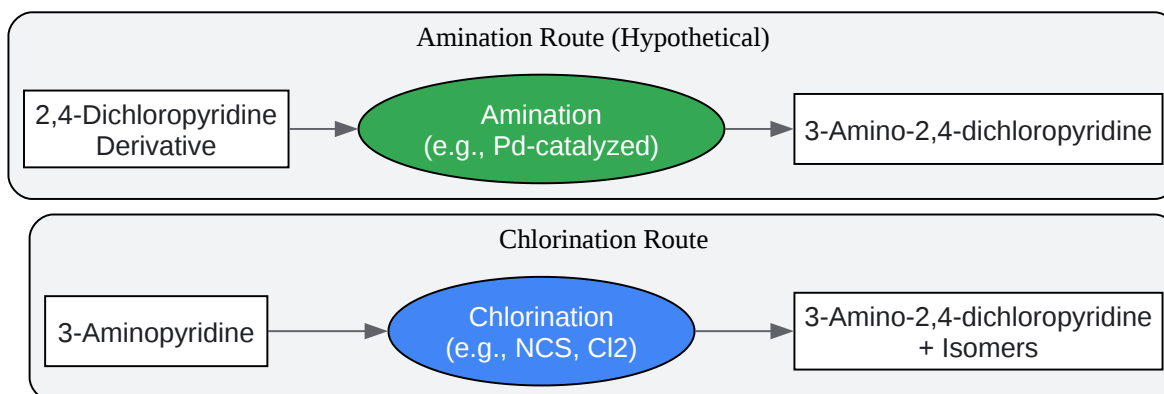 Amination Route (Hypothetical)
2,4-Dichloropyridine
Derivative
Amination
(e.g., Pd-catalyzed)
3-Amino-2,4-dichloropyridine
Chlorination Route
3-Aminopyridine
Chlorination
(e.g., NCS, Cl2)
3-Amino-2,4-dichloropyridine
+ Isomers